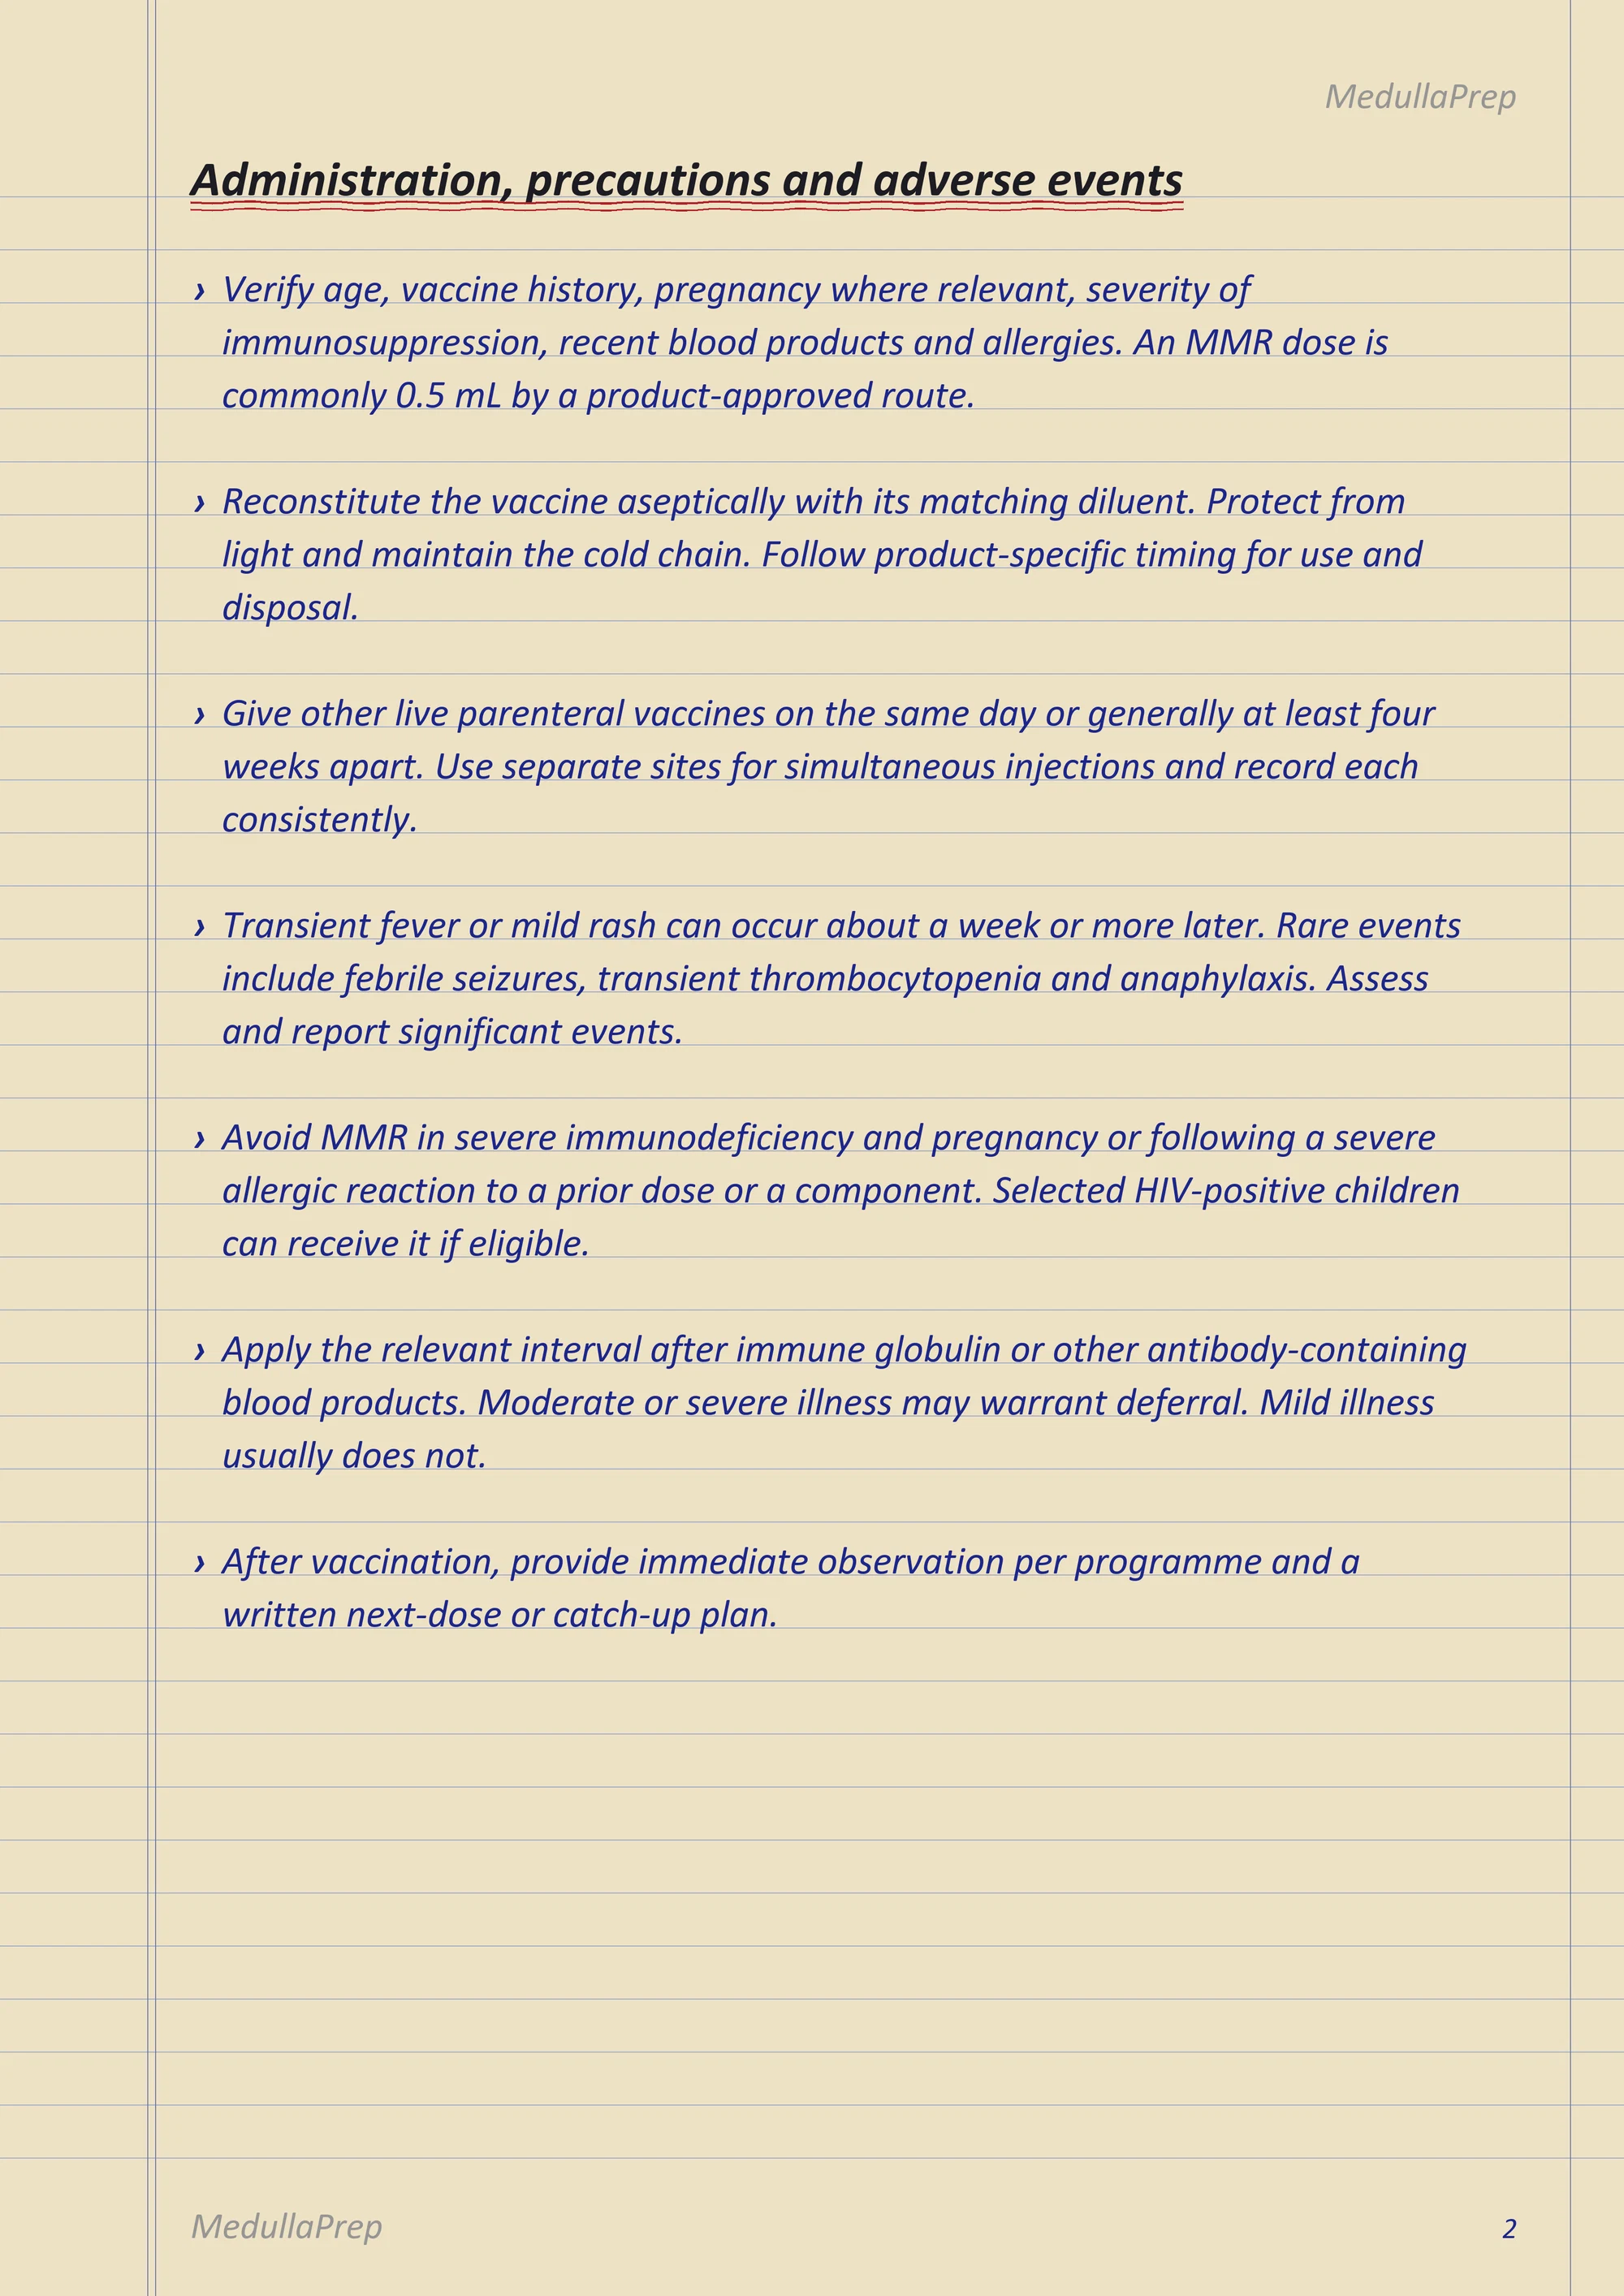 MedullaPrep
Administration, precautions and adverse events
› Verify age, vaccine history, pregnancy where relevant, severity of
immunosuppression, recent blood products and allergies. An MMR dose is
commonly 0.5 mL by a product-approved route.
› Reconstitute the vaccine aseptically with its matching diluent. Protect from
light and maintain the cold chain. Follow product-specific timing for use and
disposal.
› Give other live parenteral vaccines on the same day or generally at least four
weeks apart. Use separate sites for simultaneous injections and record each
consistently.
› Transient fever or mild rash can occur about a week or more later. Rare events
include febrile seizures, transient thrombocytopenia and anaphylaxis. Assess
and report significant events.
› Avoid MMR in severe immunodeficiency and pregnancy or following a severe
allergic reaction to a prior dose or a component. Selected HIV-positive children
can receive it if eligible.
› Apply the relevant interval after immune globulin or other antibody-containing
blood products. Moderate or severe illness may warrant deferral. Mild illness
usually does not.
› After vaccination, provide immediate observation per programme and a
written next-dose or catch-up plan.
MedullaPrep
2